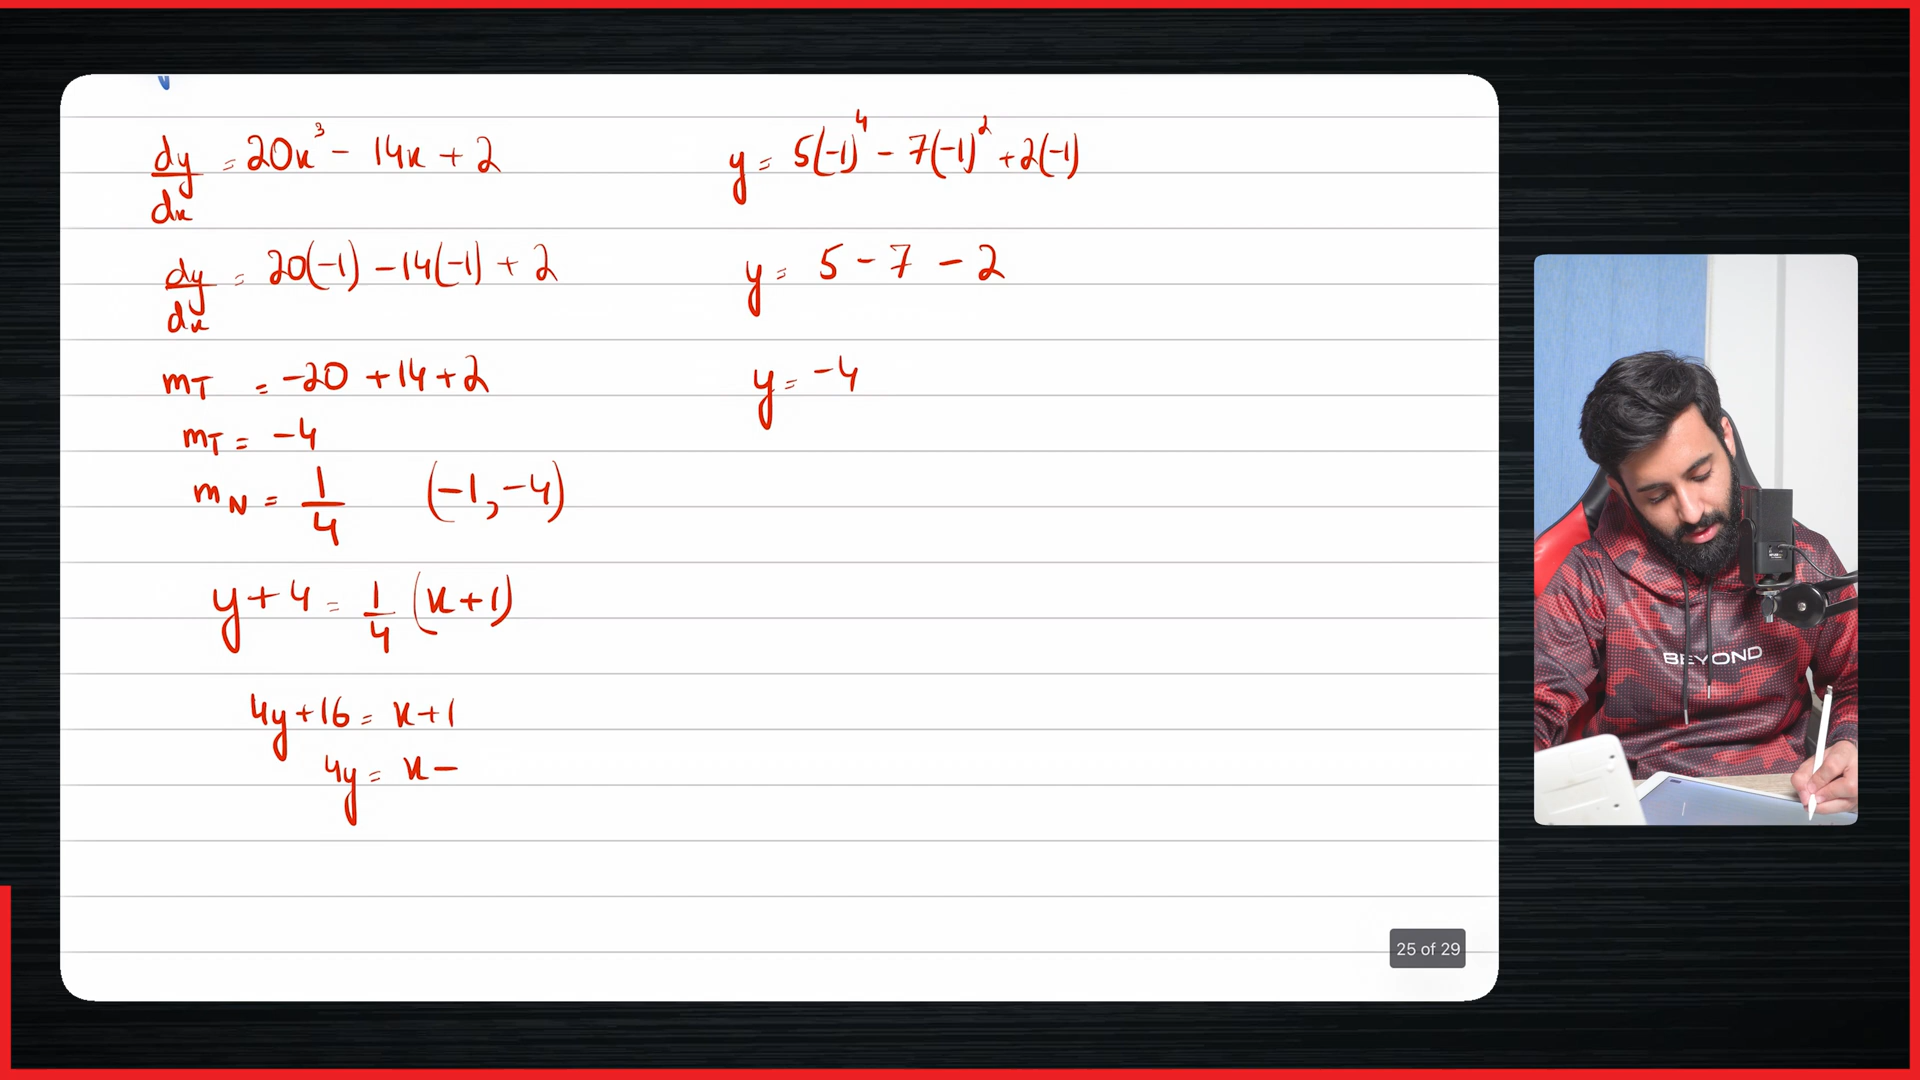 dy/dx = 20x³ - 14x + 2
dy/dx = 20(-1) - 14(-1) + 2
mT = -20 + 14 + 2
mT = -4
mN = 1/4 (-1, -4)
y + 4 = 1/4 (x + 1)
4y + 16 = x + 1
4y = x -
y = 5(-1)⁴ - 7(-1)² + 2(-1)
y = 5 - 7 - 2
y = -4
25 of 29
BEYOND